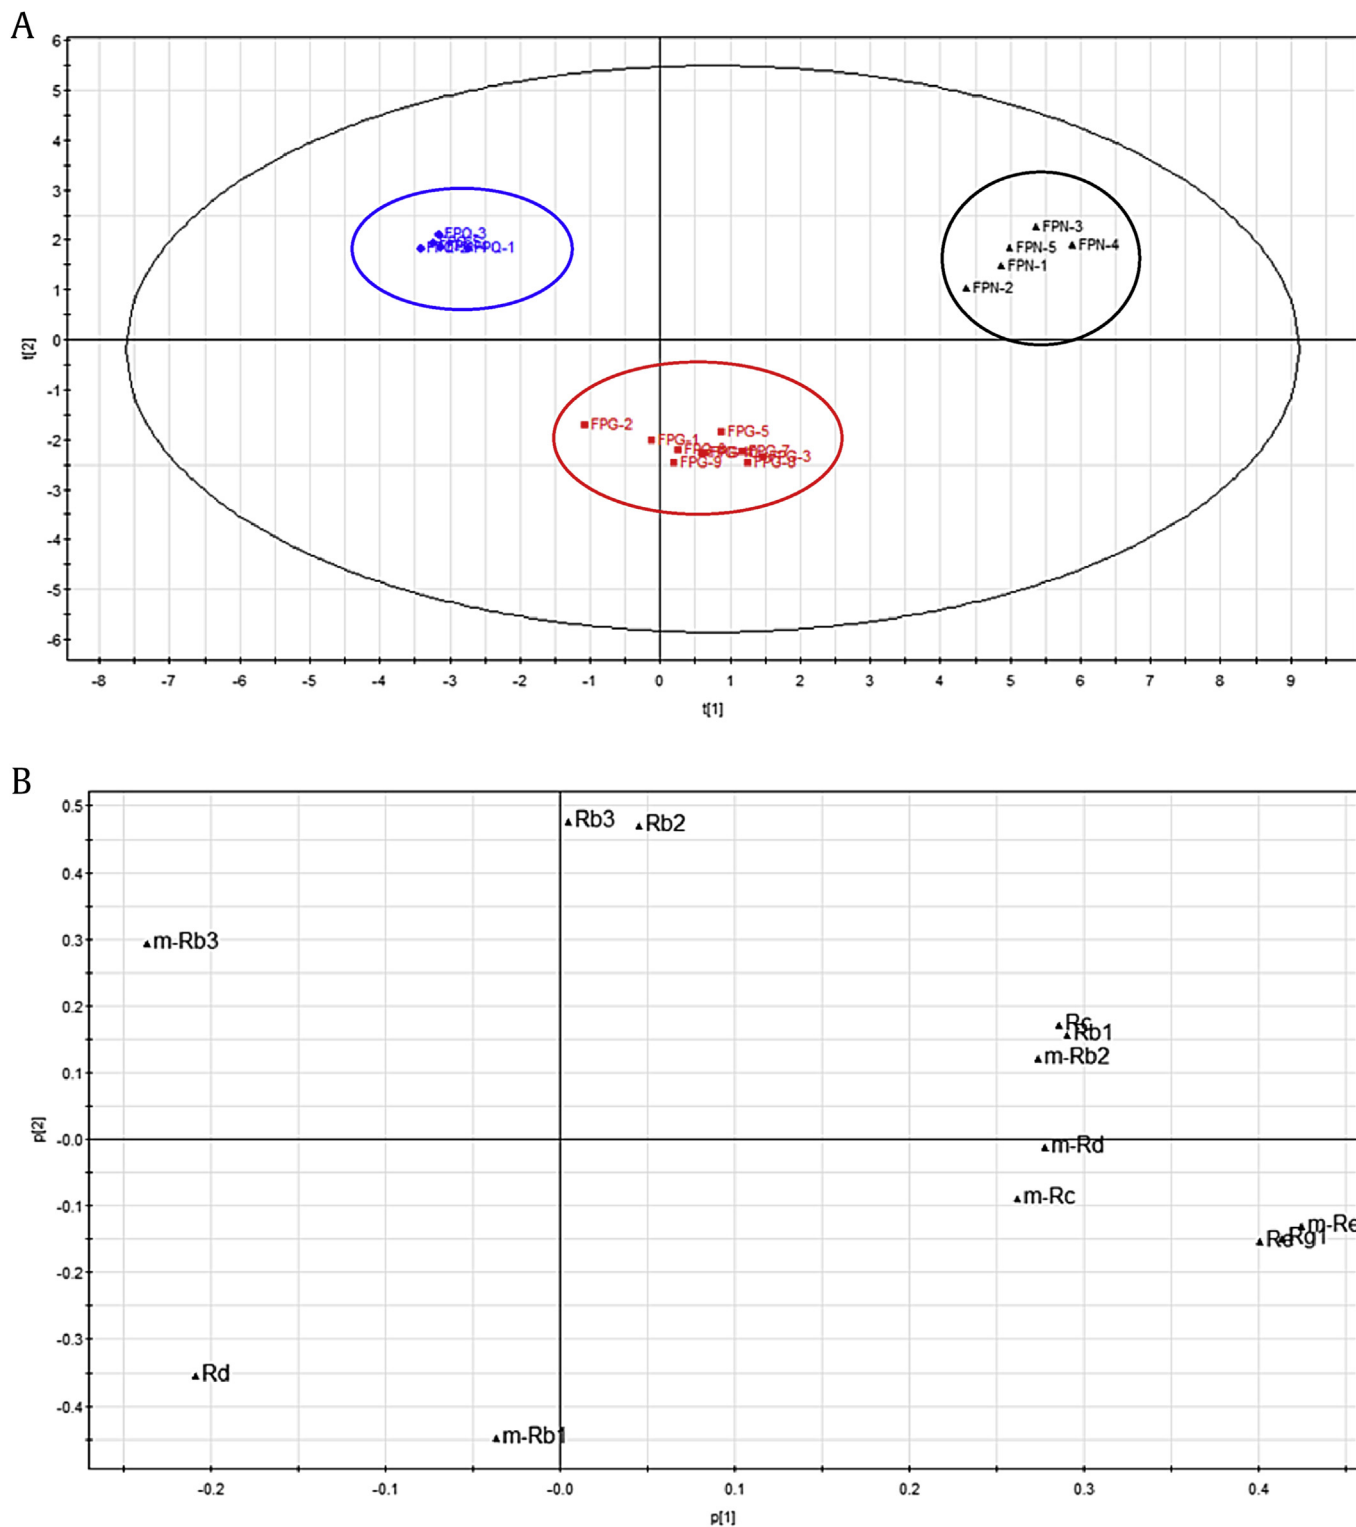 A
6
5
4
3
2
1
0
-1
-2
-3
-4
-5
-6
t[2]
FPQ-3
FPQ-1
FPN-3
FPN-5
FPN-4
FPN-1
FPN-2
FPG-2
FPG-1
FPG-5
FPG-7
FPG-3
FPG-9
FPG-8
-8 -7 -6 -5 -4 -3 -2 -1 0 1 2 3 4 5 6 7 8 9
t[1]
B
0.5
0.4
0.3
0.2
0.1
-0.0
-0.1
-0.2
-0.3
-0.4
p[2]
Rb3
Rb2
m-Rb3
Rc
Rb1
m-Rb2
m-Rd
m-Rc
m-Re
Re
Rg1
Rd
m-Rb1
-0.2 -0.1 -0.0 0.1 0.2 0.3 0.4
p[1]